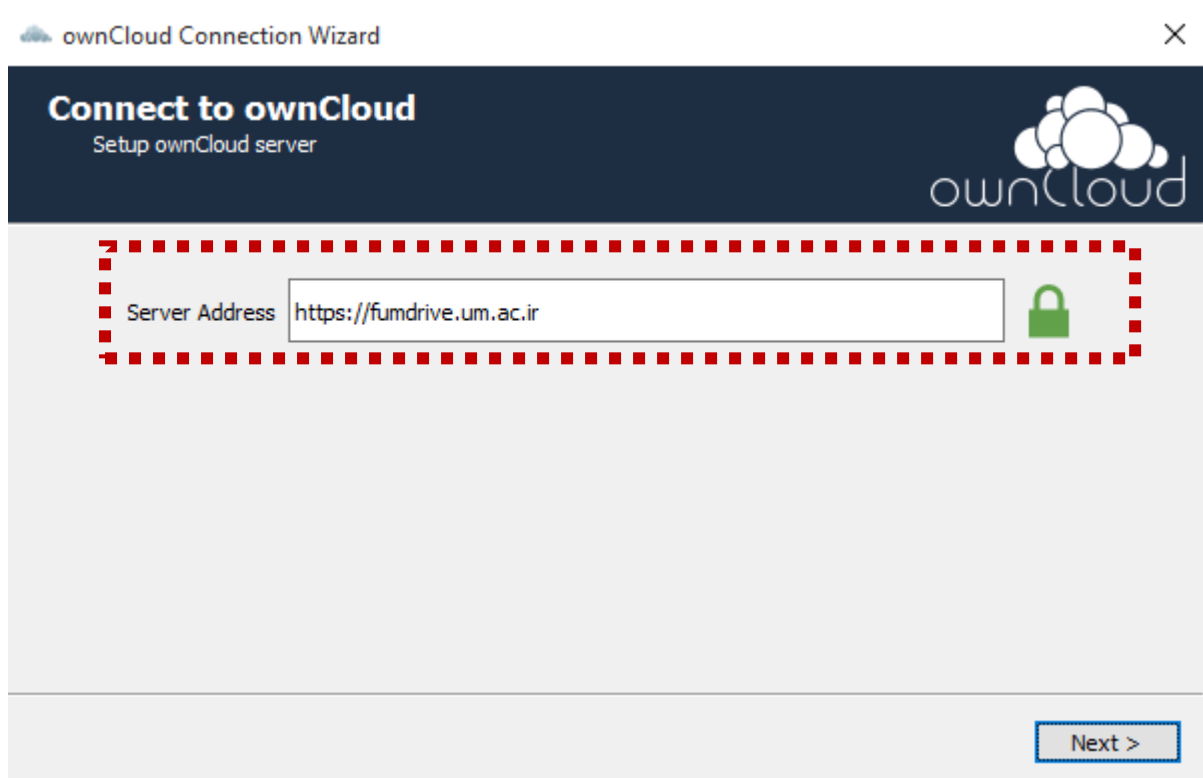 ownCloud Connection Wizard
Connect to ownCloud
Setup ownCloud server
ownCloud
Server Address https://fumdrive.um.ac.ir
Next >